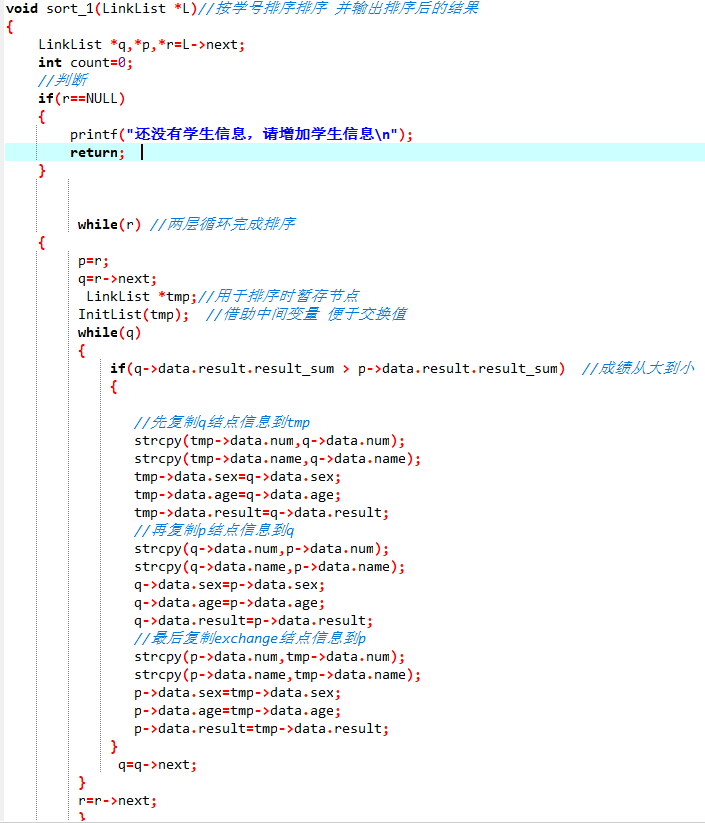 void sort_1(LinkList *L)//按学号排序排序 并输出排序后的结果
{
    LinkList *q,*p,*r=L->next;
    int count=0;
    //判断
    if(r==NULL)
    {
        printf("还没有学生信息，请增加学生信息\n");
        return;
    }
         while(r) //两层循环完成排序
    {
         p=r;
         q=r->next;
          LinkList *tmp;//用于排序时暂存节点
         InitList(tmp);  //借助中间变量 便于交换值
         while(q)
         {
             if(q->data.result.result_sum > p->data.result.result_sum)  //成绩从大到小
             {
                //先复制q结点信息到tmp
                strcpy(tmp->data.num,q->data.num);
                strcpy(tmp->data.name,q->data.name);
                tmp->data.sex=q->data.sex;
                tmp->data.age=q->data.age;
                tmp->data.result=q->data.result;
                //再复制p结点信息到q
                strcpy(q->data.num,p->data.num);
                strcpy(q->data.name,p->data.name);
                q->data.sex=p->data.sex;
                q->data.age=p->data.age;
                q->data.result=p->data.result;
                //最后复制exchange结点信息到p
                strcpy(p->data.num,tmp->data.num);
                strcpy(p->data.name,tmp->data.name);
                p->data.sex=tmp->data.sex;
                p->data.age=tmp->data.age;
                p->data.result=tmp->data.result;
             }
              q=q->next;
         }
         r=r->next;
         }